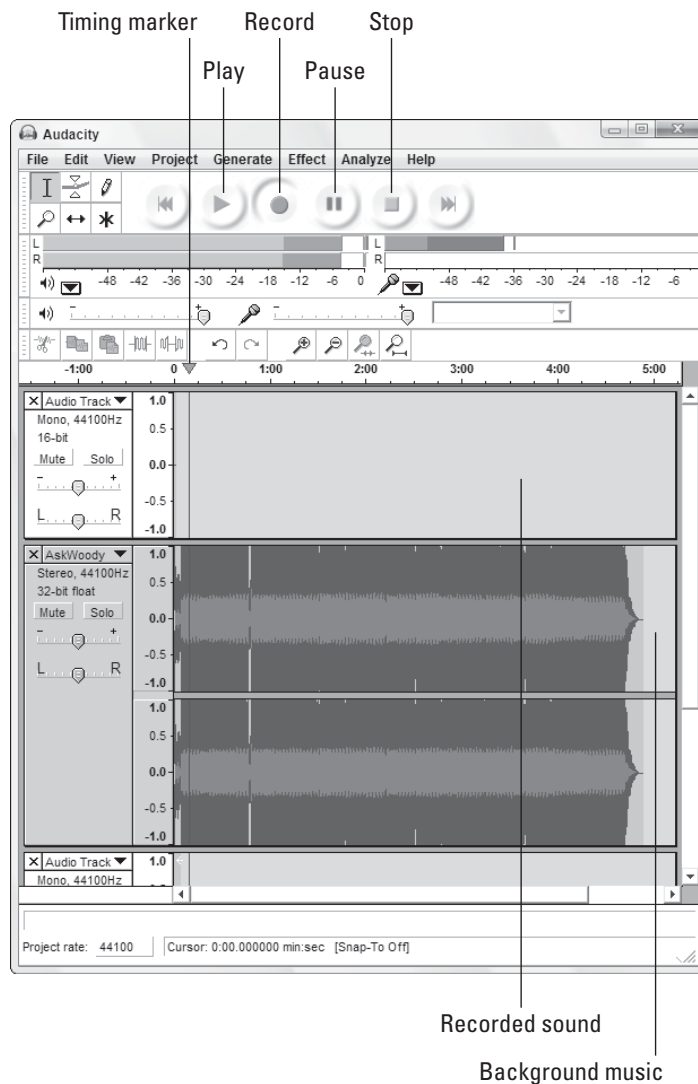 Timing marker Record Stop
Play Pause
Audacity
File Edit View Project Generate Effect Analyze Help
L L
R R
-48 -42 -36 -30 -24 -18 -12 -6 0 -48 -42 -36 -30 -24 -18 -12 -6
- + - +
-1:00 0 1:00 2:00 3:00 4:00 5:00
X Audio Track 1.0
Mono, 44100Hz
16-bit 0.5
Mute Solo
- + 0.0
-0.5
L R
-1.0
X AskWoody 1.0
Stereo, 44100Hz
32-bit float 0.5
Mute Solo
- + 0.0
L R -0.5
-1.0
1.0
0.5
0.0
-0.5
-1.0
X Audio Track 1.0
Mono, 44100Hz
Project rate: 44100 Cursor: 0:00.000000 min:sec [Snap-To Off]
Recorded sound
Background music